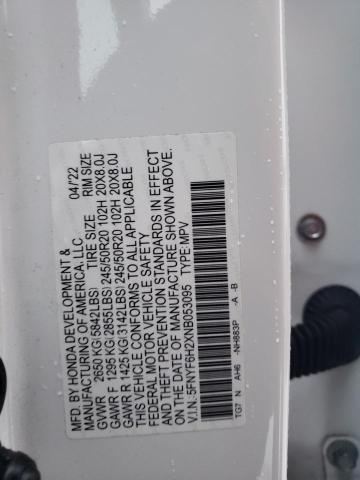 MFD. BY HONDA DEVELOPMENT &
MANUFACTURING OF AMERICA, LLC. 04/22
TIRE SIZE RIM SIZE
GVWR 2650 KG(5842LBS)
GAWR F 1295 KG(2855LBS) 245/50R20 102H 20X8.0J
GAWR R 1425 KG(3142LBS) 245/50R20 102H 20X8.0J
THIS VEHICLE CONFORMS TO ALL APPLICABLE
FEDERAL MOTOR VEHICLE SAFETY
AND THEFT PREVENTION STANDARDS IN EFFECT
ON THE DATE OF MANUFACTURE SHOWN ABOVE.
V.I.N.:5FNYF6H2XNB053095 TYPE:MPV
TG7 N AH6 -NH883P -A -B